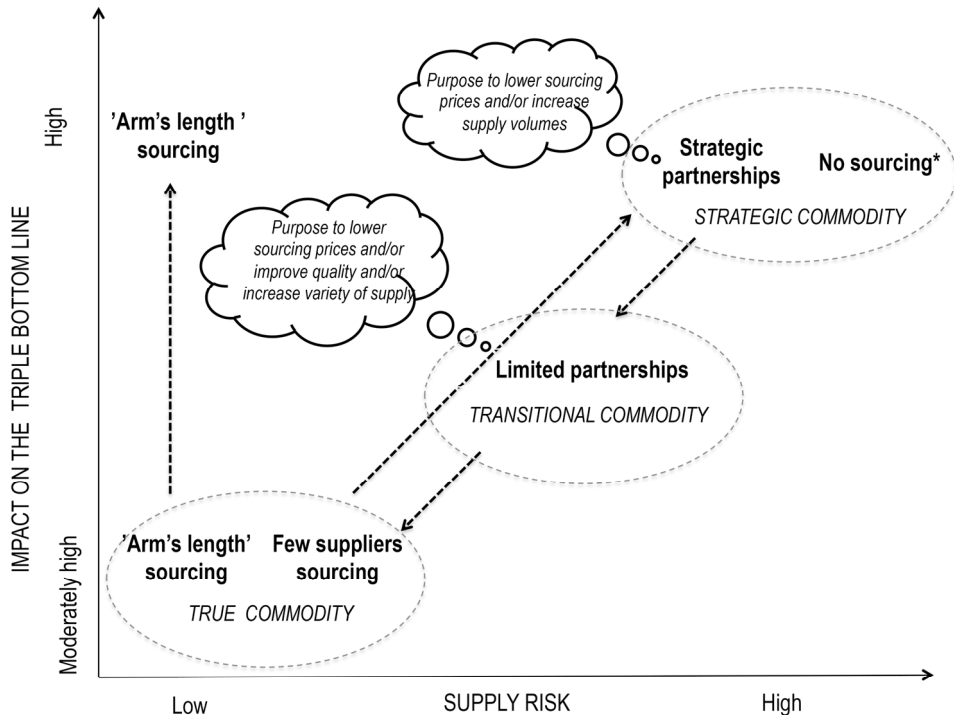 Purpose to lower sourcing
prices and/or increase
supply volumes
High
'Arm's length '
sourcing
Strategic
partnerships
No sourcing*
STRATEGIC COMMODITY
Purpose to lower
sourcing prices and/or
improve quality and/or
increase variety of supply
IMPACT ON THE TRIPLE BOTTOM LINE
Limited partnerships
TRANSITIONAL COMMODITY
Moderately high
'Arm's length'
sourcing
Few suppliers
sourcing
TRUE COMMODITY
Low
SUPPLY RISK
High